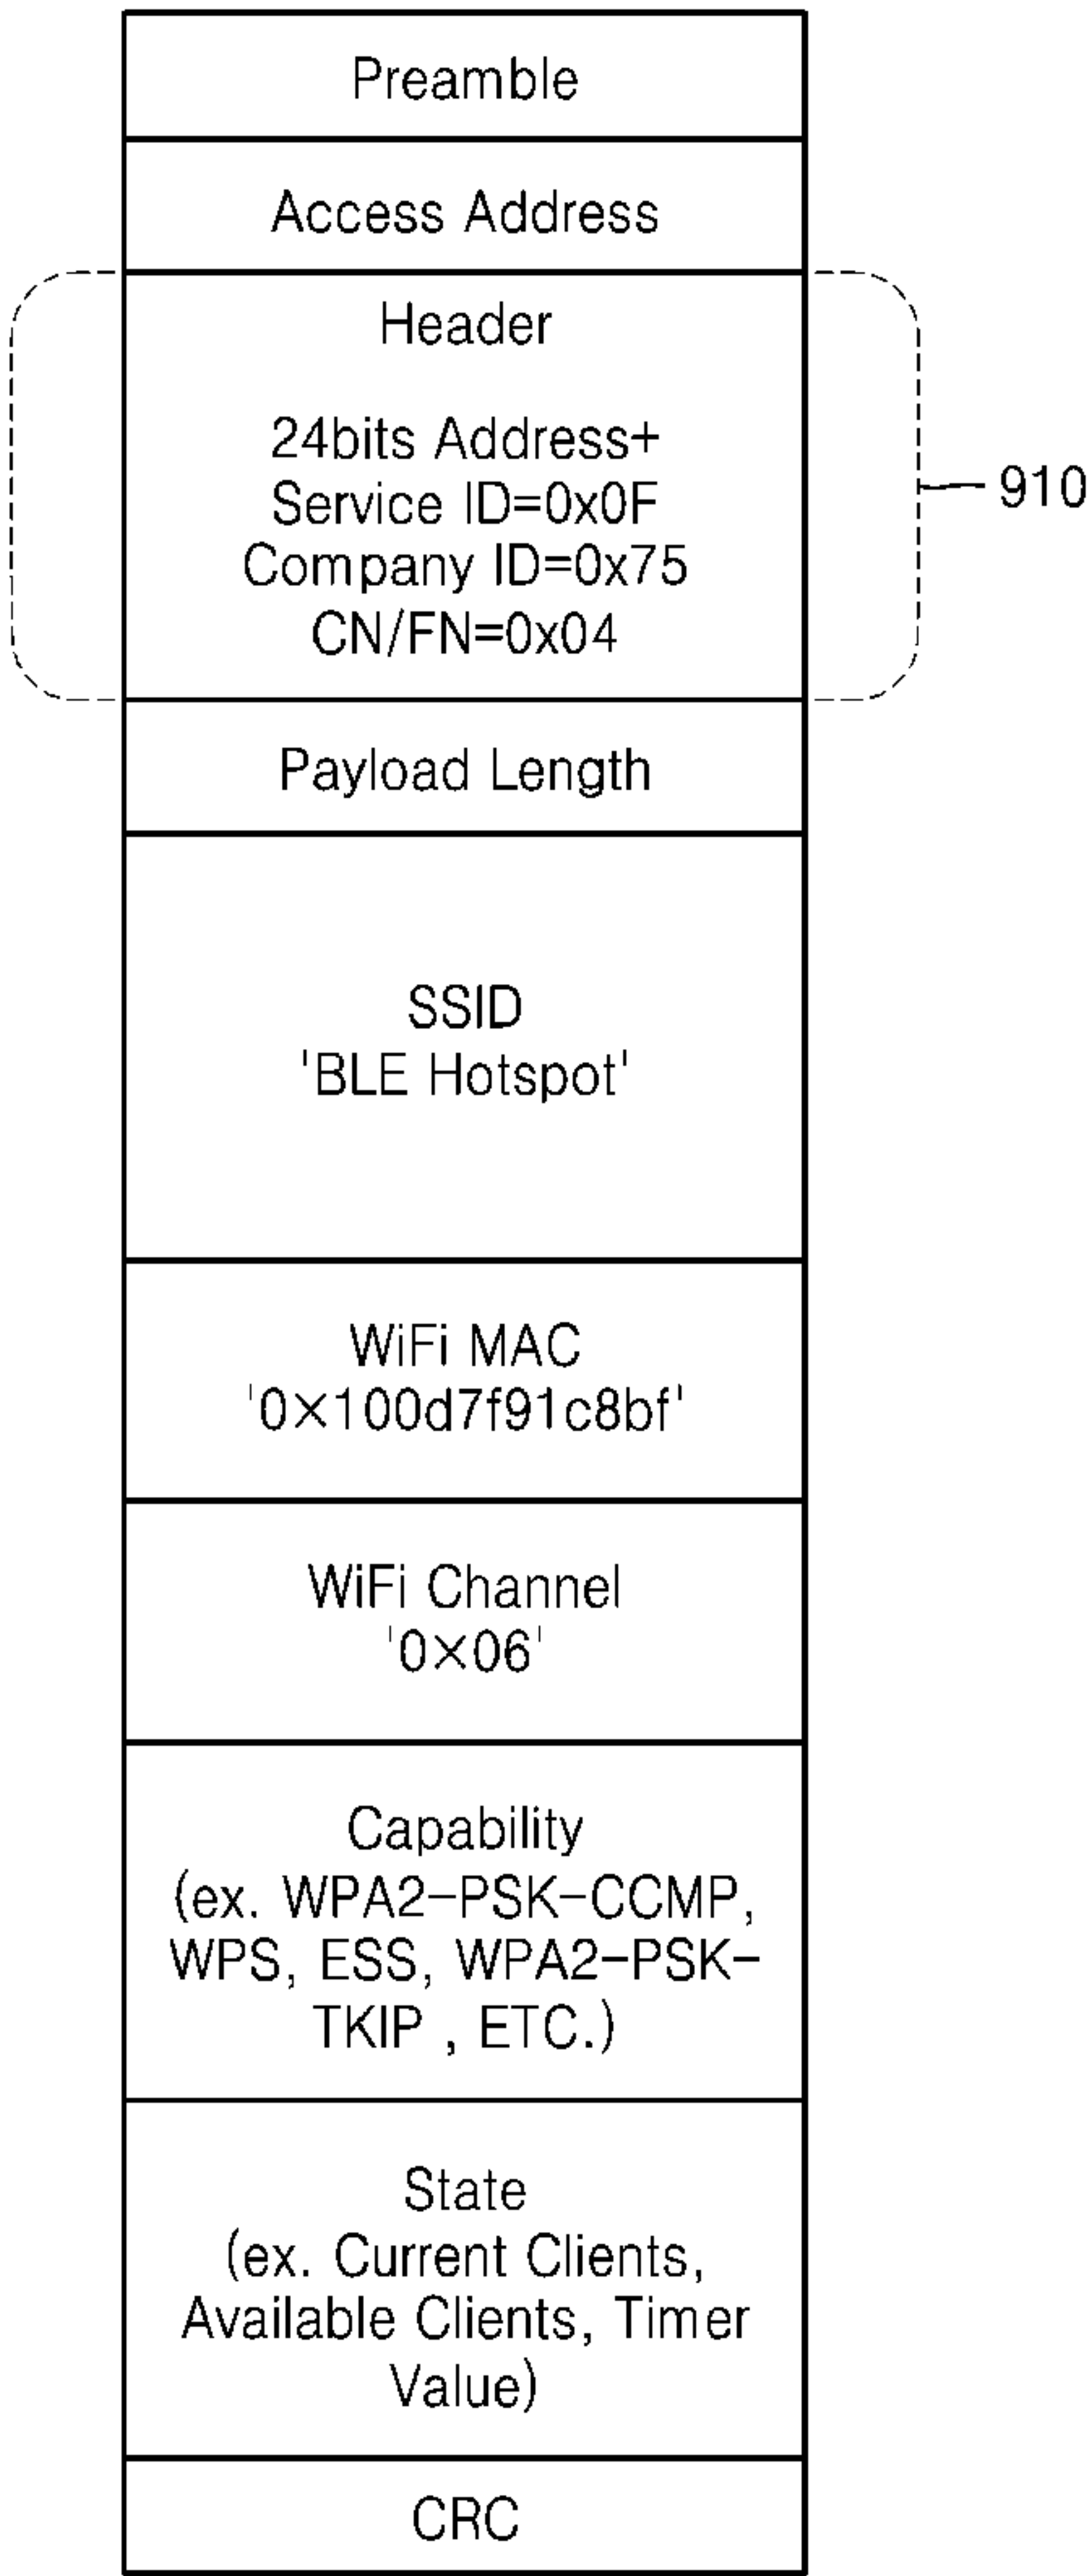 Preamble
Access Address
Header
24bits Address+
Service ID=0x0F
Company ID=0x75
CN/FN=0x04
910
Payload Length
SSID
'BLE Hotspot'
WiFi MAC
'0×100d7f91c8bf'
WiFi Channel
'0×06'
Capability
(ex. WPA2-PSK-CCMP,
WPS, ESS, WPA2-PSK-
TKIP , ETC.)
State
(ex. Current Clients,
Available Clients, Timer
Value)
CRC